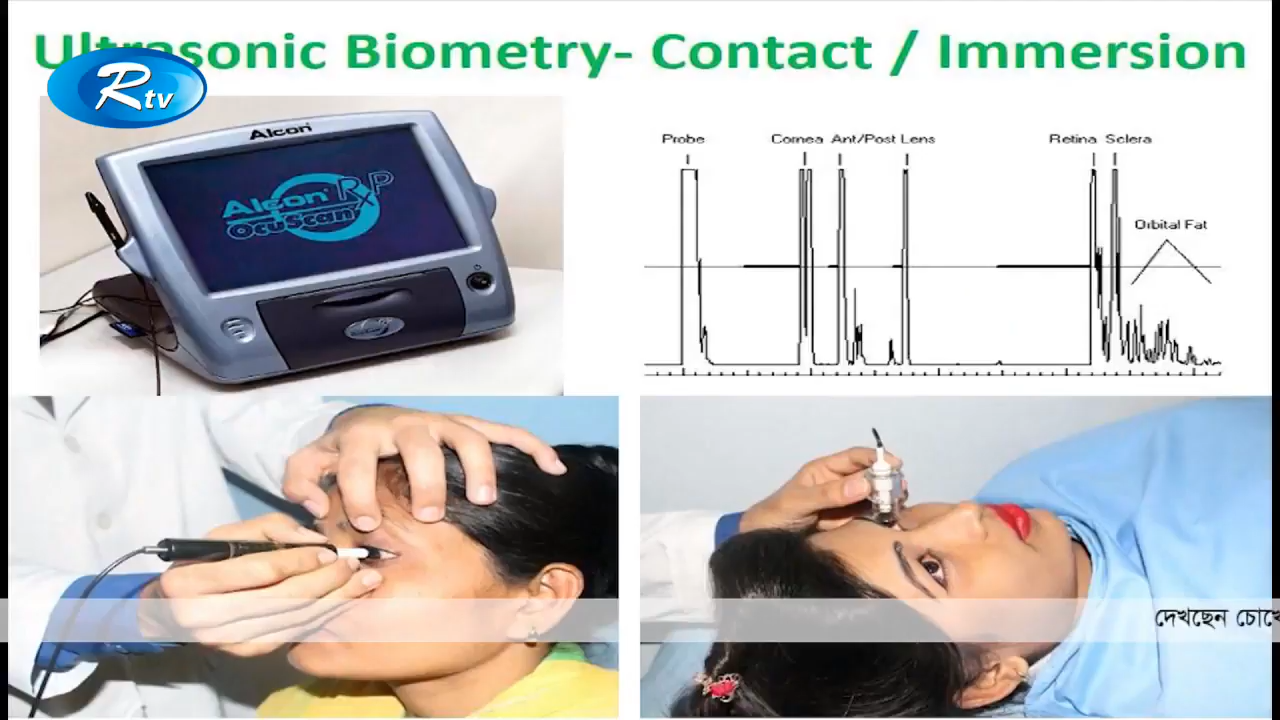 Ultrasonic Biometry- Contact / Immersion
Rtv
Alcon
Alcon RxP
OcuScan
Probe Cornea Ant/Post Lens Retina Sclera
Orbital Fat
দেখছেন চোখে